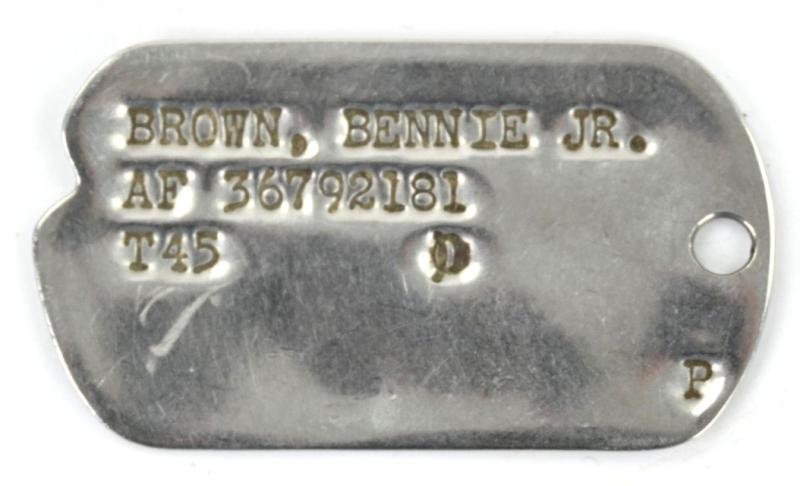 BROWN, BENNIE JR.
AF 36792181
T45
P